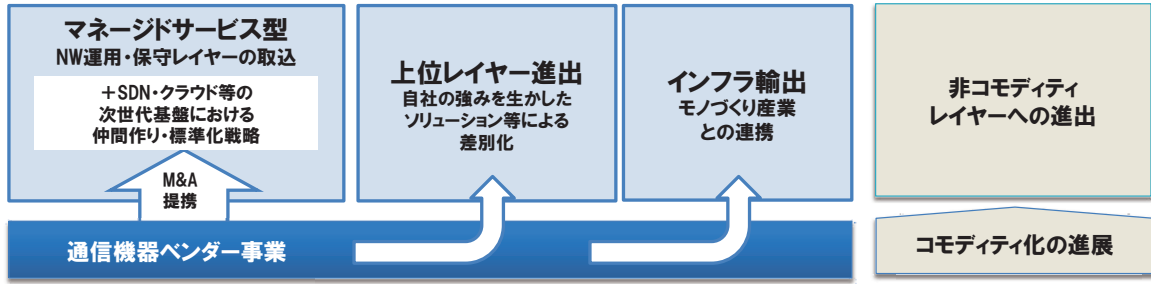 マネージドサービス型
NW運用・保守レイヤーの取込
＋SDN・クラウド等の
次世代基盤における
仲間作り・標準化戦略
M&A
提携
上位レイヤー進出
自社の強みを生かした
ソリューション等による
差別化
インフラ輸出
モノづくり産業
との連携
通信機器ベンダー事業
非コモディティ
レイヤーへの進出
コモディティ化の進展